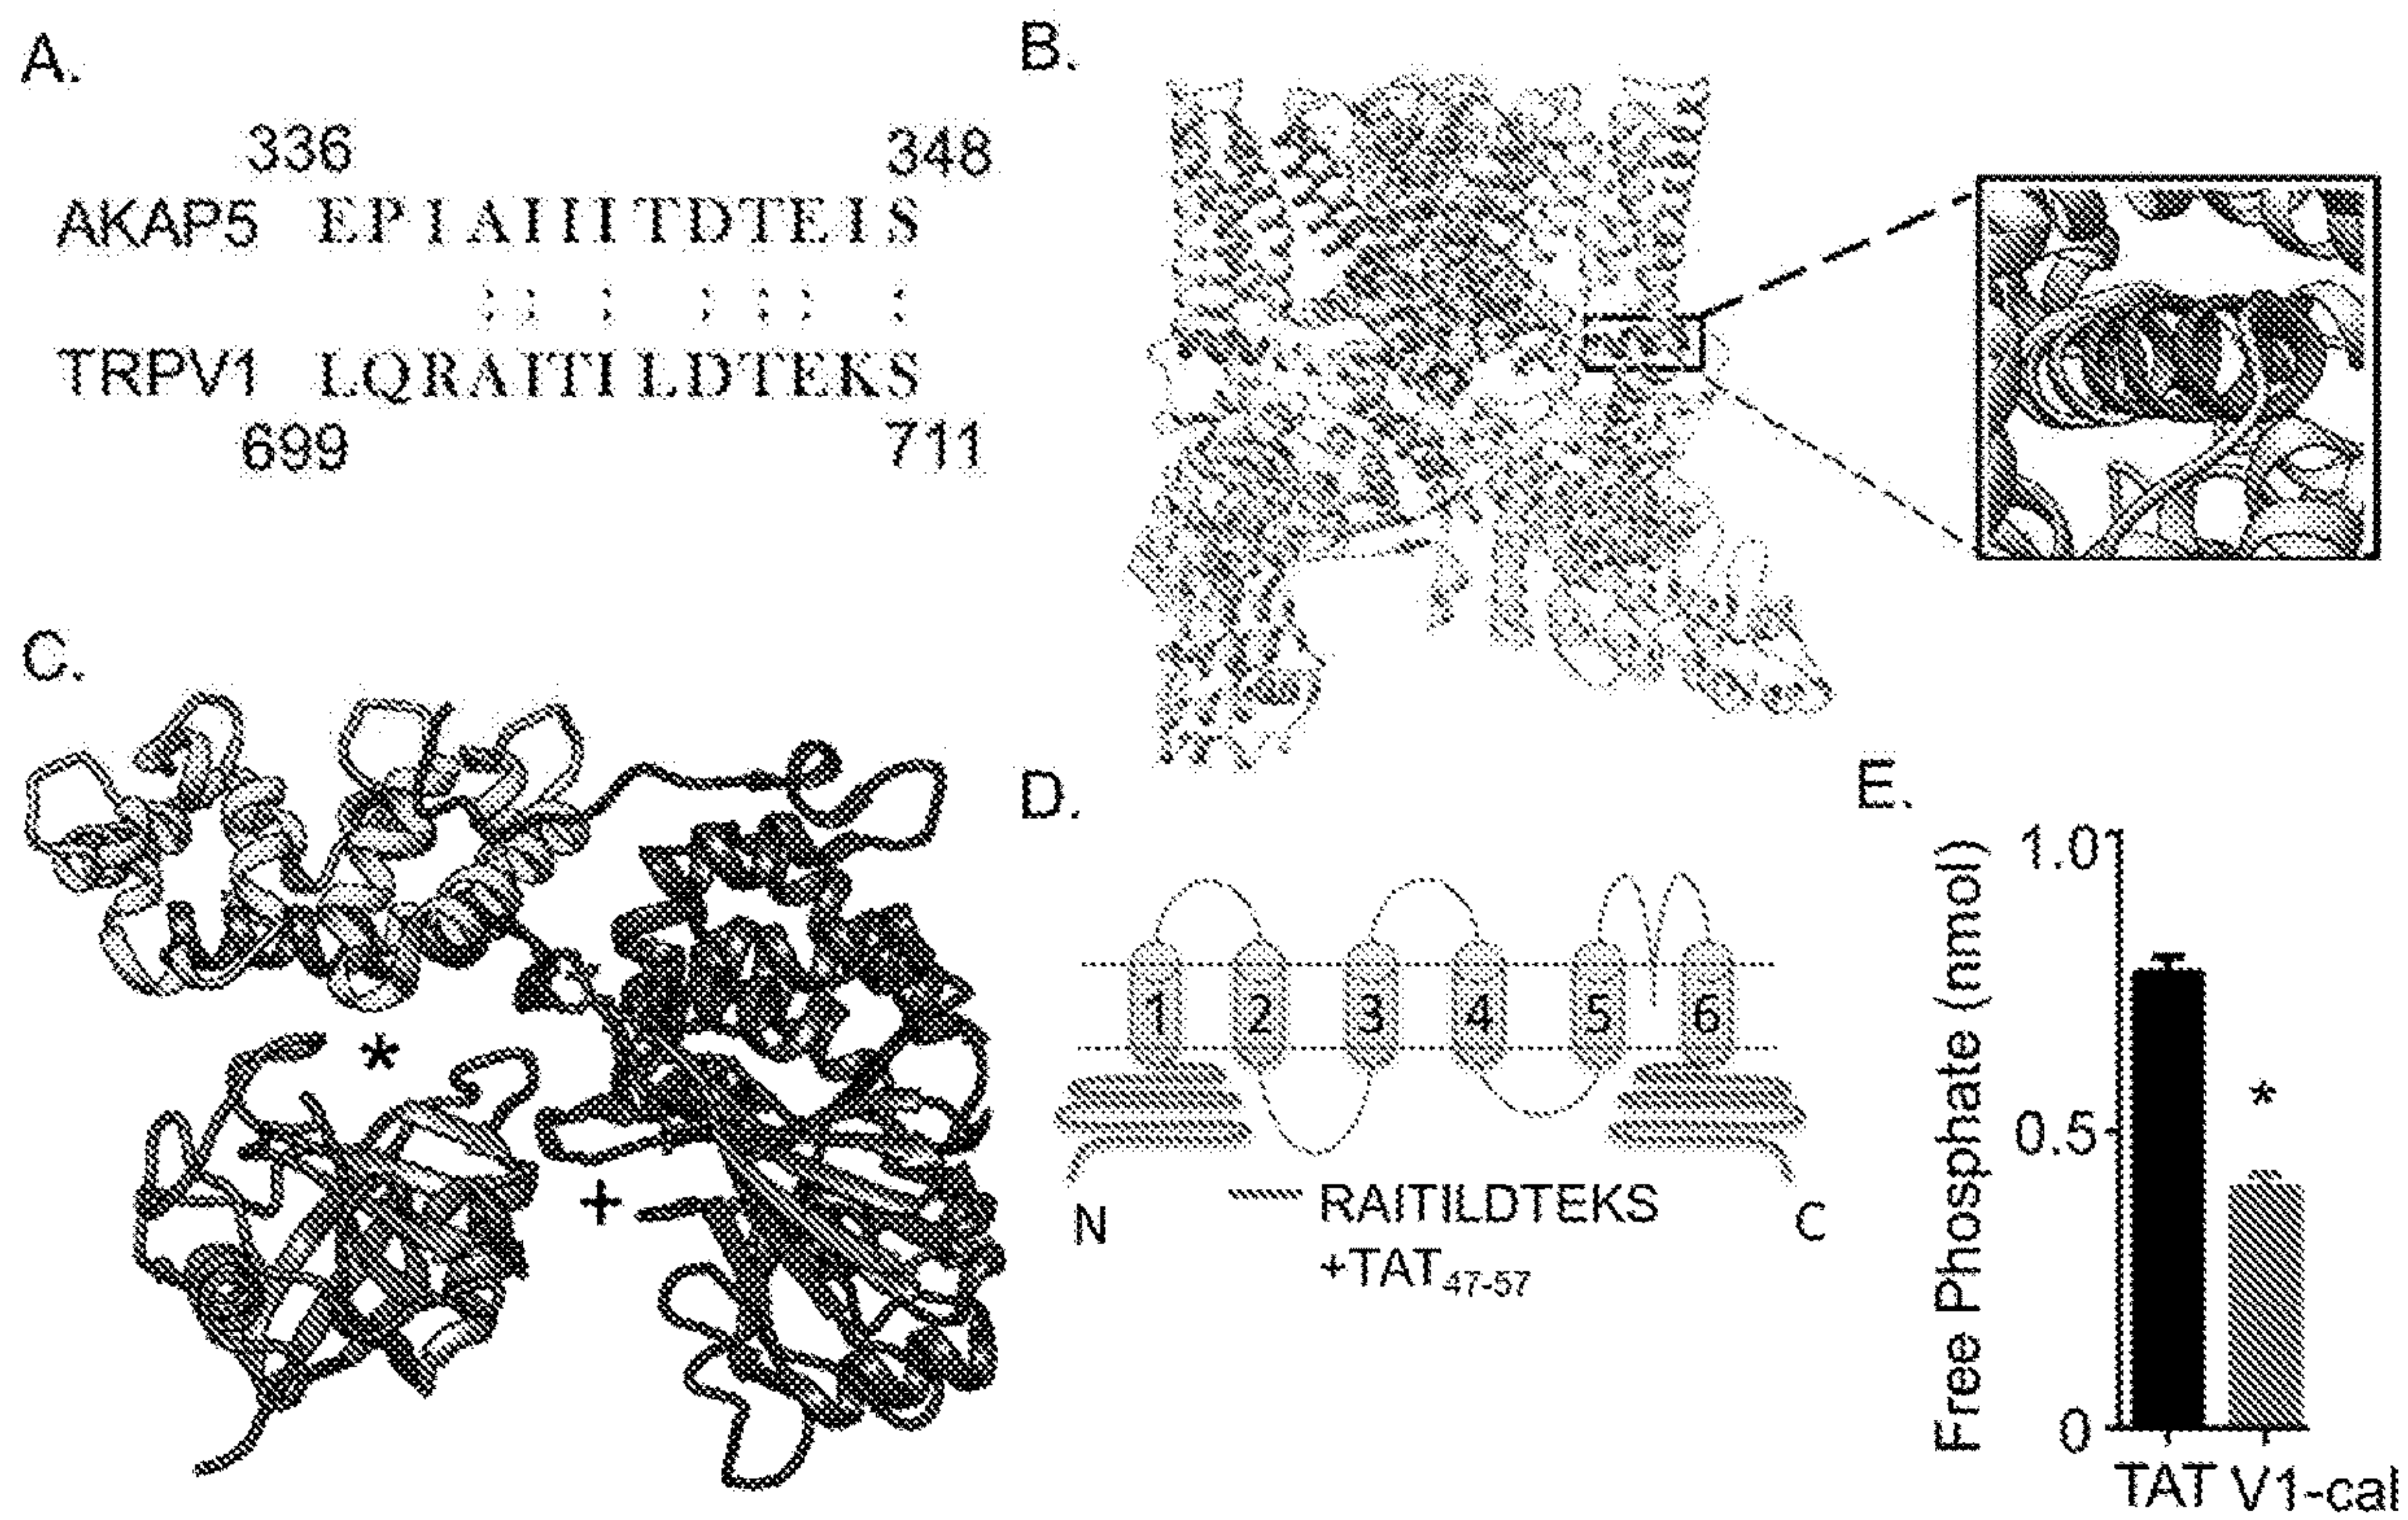 A.
336 348
AKAP5 EPIAIIITDTEIS
: : : : : : :
TRPV1 LQRAITILDTEKS
699 711
B.
C.
*
+
D.
1 2 3 4 5 6
N C
RAITILDTEKS
+TAT47-57
E.
Free Phosphate (nmol)
1.0
*
0.5
0
TAT V1-cal